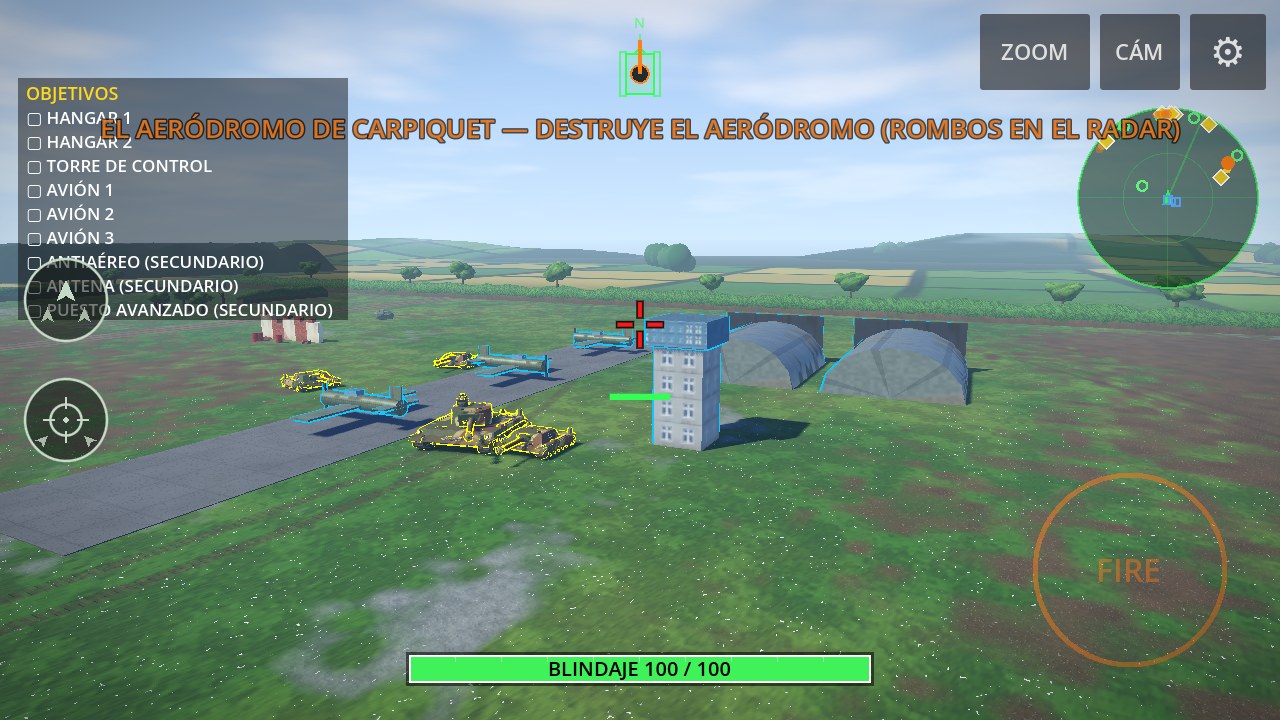 N
ZOOM
CÁM
OBJETIVOS
HANGAR 1
EL AERÓDROMO DE CARPIQUET — DESTRUYE EL AERÓDROMO (ROMBOS EN EL RADAR)
HANGAR 2
TORRE DE CONTROL
AVIÓN 1
AVIÓN 2
AVIÓN 3
ANTIAÉREO (SECUNDARIO)
ANTENA (SECUNDARIO)
PUESTO AVANZADO (SECUNDARIO)
FIRE
BLINDAJE 100 / 100